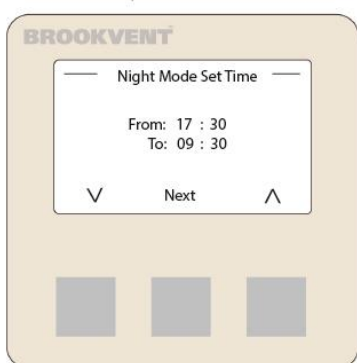 BROOKVENT
Night Mode Set Time
From: 17 : 30
To: 09 : 30
Next